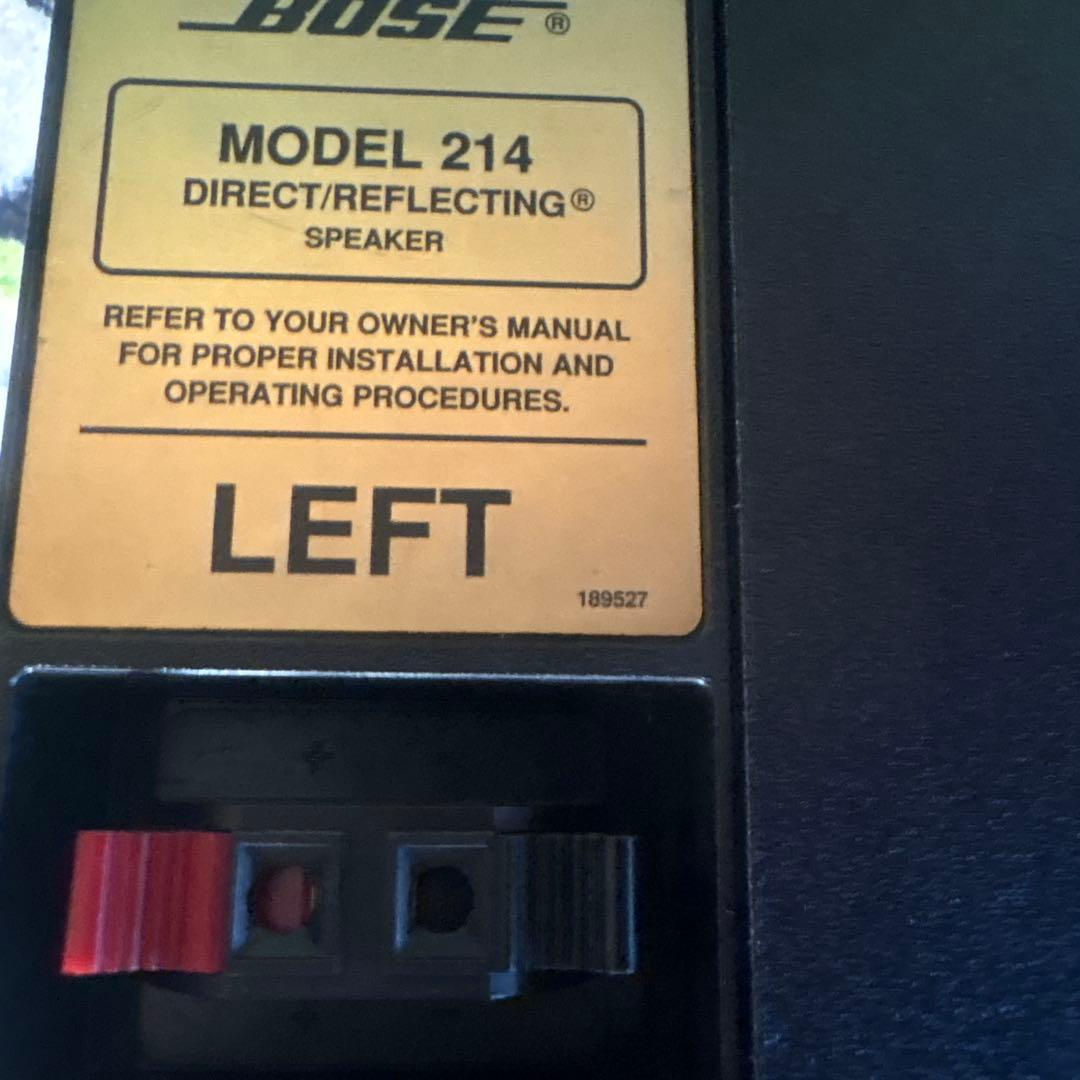 BOSE ®
MODEL 214
DIRECT/REFLECTING®
SPEAKER
REFER TO YOUR OWNER'S MANUAL
FOR PROPER INSTALLATION AND
OPERATING PROCEDURES.
LEFT
189527